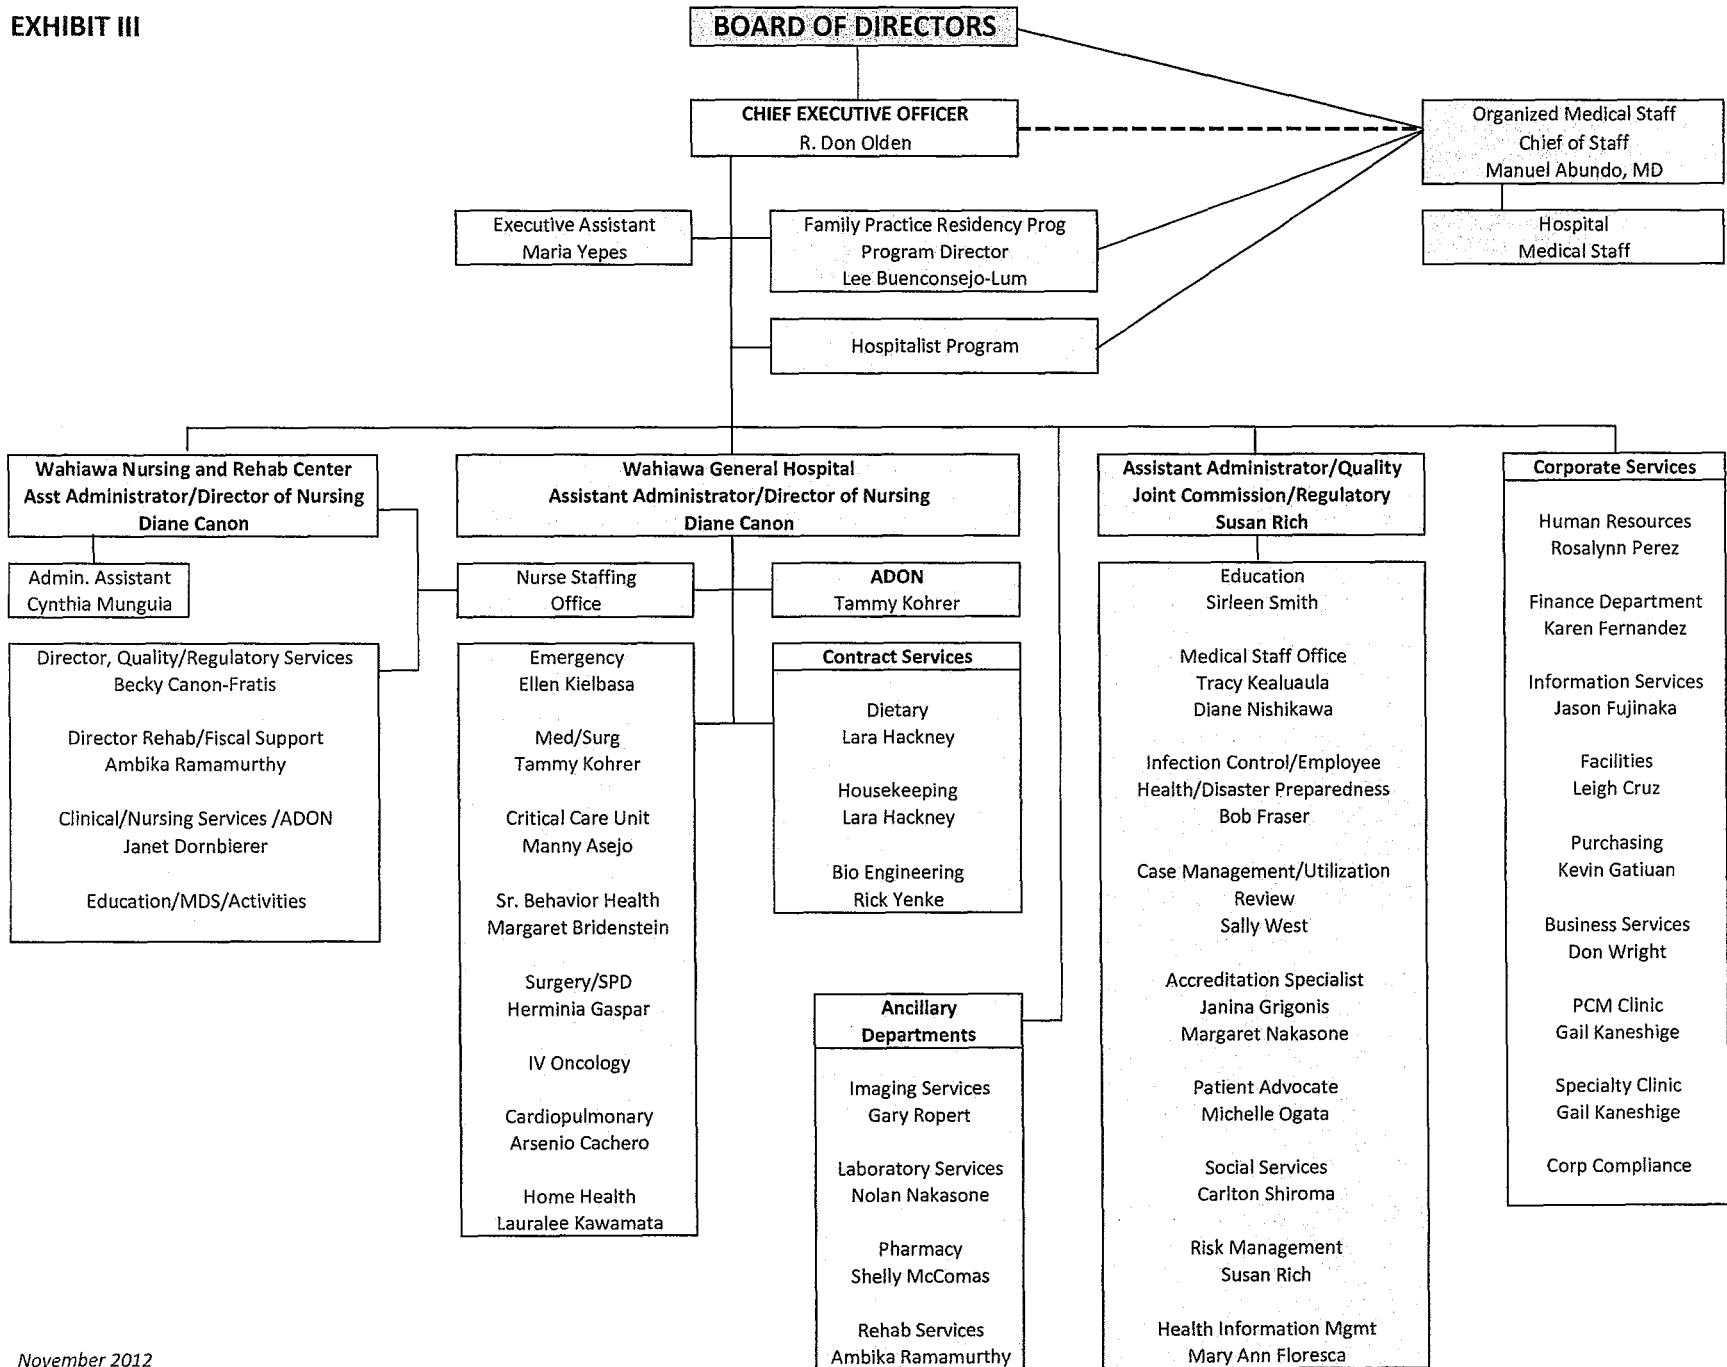 EXHIBIT III
BOARD OF DIRECTORS
CHIEF EXECUTIVE OFFICER
R. Don Olden
Organized Medical Staff
Chief of Staff
Manuel Abundo, MD
Hospital
Medical Staff
Executive Assistant
Maria Yepes
Family Practice Residency Prog
Program Director
Lee Buenconsejo-Lum
Hospitalist Program
Wahiawa Nursing and Rehab Center
Asst Administrator/Director of Nursing
Diane Canon
Admin. Assistant
Cynthia Munguia
Director, Quality/Regulatory Services
Becky Canon-Fratis
Director Rehab/Fiscal Support
Ambika Ramamurthy
Clinical/Nursing Services /ADON
Janet Dornbierer
Education/MDS/Activities
Wahiawa General Hospital
Assistant Administrator/Director of Nursing
Diane Canon
Nurse Staffing
Office
ADON
Tammy Kohrer
Emergency
Ellen Kielbasa
Med/Surg
Tammy Kohrer
Critical Care Unit
Manny Asejo
Sr. Behavior Health
Margaret Bridenstein
Surgery/SPD
Herminia Gaspar
IV Oncology
Cardiopulmonary
Arsenio Cachero
Home Health
Lauralee Kawamata
Contract Services
Dietary
Lara Hackney
Housekeeping
Lara Hackney
Bio Engineering
Rick Yenke
Ancillary
Departments
Imaging Services
Gary Ropert
Laboratory Services
Nolan Nakasone
Pharmacy
Shelly McComas
Rehab Services
Ambika Ramamurthy
Assistant Administrator/Quality
Joint Commission/Regulatory
Susan Rich
Education
Sirleen Smith
Medical Staff Office
Tracy Kealuaula
Diane Nishikawa
Infection Control/Employee
Health/Disaster Preparedness
Bob Fraser
Case Management/Utilization
Review
Sally West
Accreditation Specialist
Janina Grigonis
Margaret Nakasone
Patient Advocate
Michelle Ogata
Social Services
Carlton Shiroma
Risk Management
Susan Rich
Health Information Mgmt
Mary Ann Floresca
Corporate Services
Human Resources
Rosalynn Perez
Finance Department
Karen Fernandez
Information Services
Jason Fujinaka
Facilities
Leigh Cruz
Purchasing
Kevin Gatiuan
Business Services
Don Wright
PCM Clinic
Gail Kaneshige
Specialty Clinic
Gail Kaneshige
Corp Compliance
November 2012